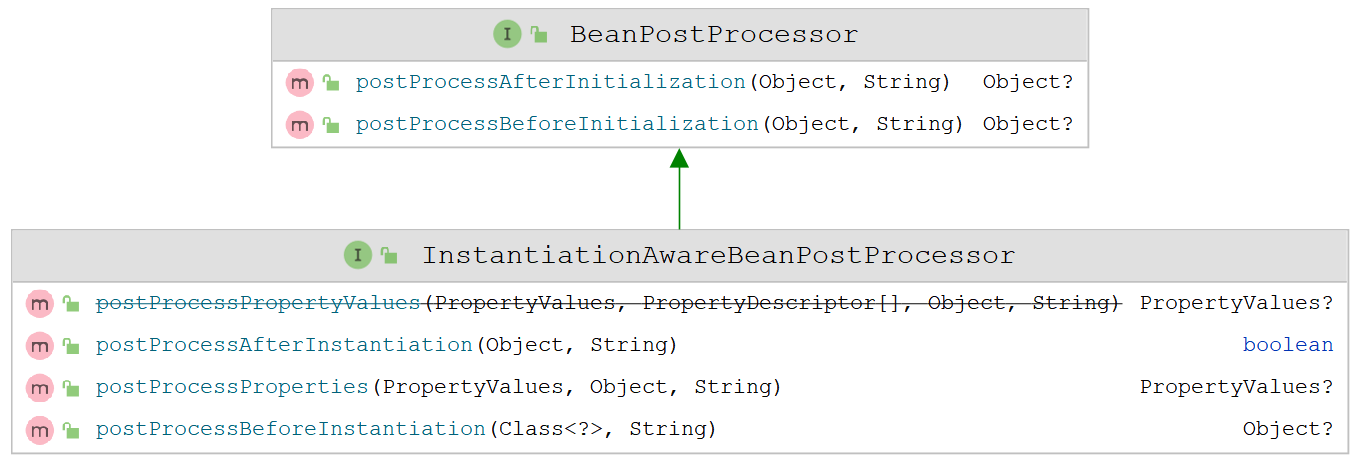 I BeanPostProcessor
m postProcessAfterInitialization(Object, String) Object?
m postProcessBeforeInitialization(Object, String) Object?
I InstantiationAwareBeanPostProcessor
m postProcessPropertyValues(PropertyValues, PropertyDescriptor[], Object, String) PropertyValues?
m postProcessAfterInstantiation(Object, String) boolean
m postProcessProperties(PropertyValues, Object, String) PropertyValues?
m postProcessBeforeInstantiation(Class<?>, String) Object?